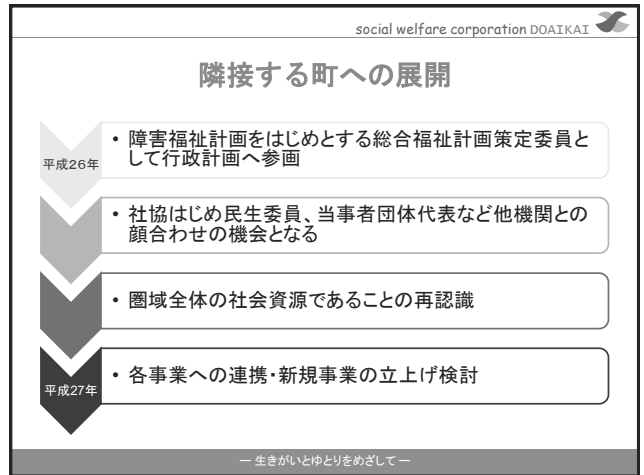 social welfare corporation DOAIKAI
隣接する町への展開
平成26年
• 障害福祉計画をはじめとする総合福祉計画策定委員と
して行政計画へ参画
• 社協はじめ民生委員、当事者団体代表など他機関との
顔合わせの機会となる
• 圏域全体の社会資源であることの再認識
平成27年
• 各事業への連携・新規事業の立上げ検討
― 生きがいとゆとりをめざして ―